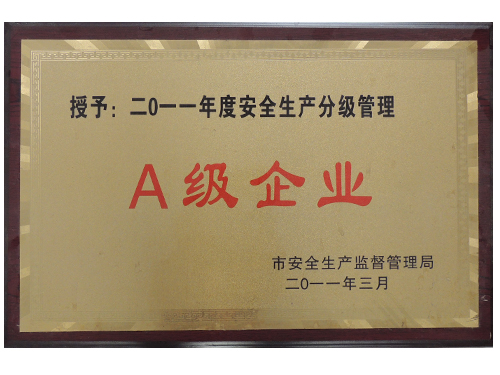 授予：二0一一年度安全生产分级管理
A级企业
市安全生产监督管理局
二0一一年三月